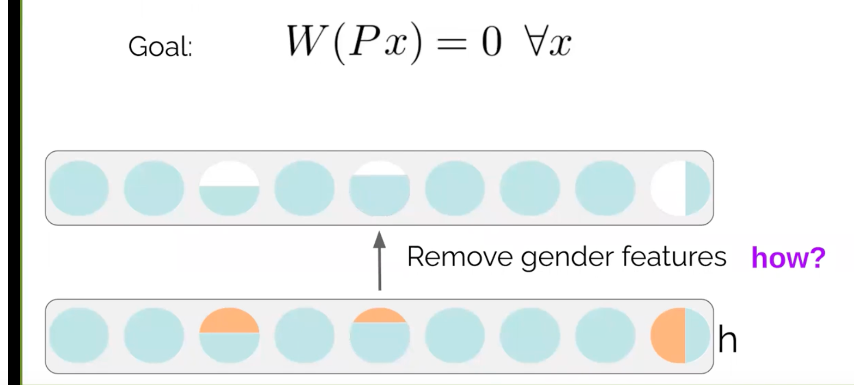 Goal: W(Px) = 0 ∀x
Remove gender features how?
h